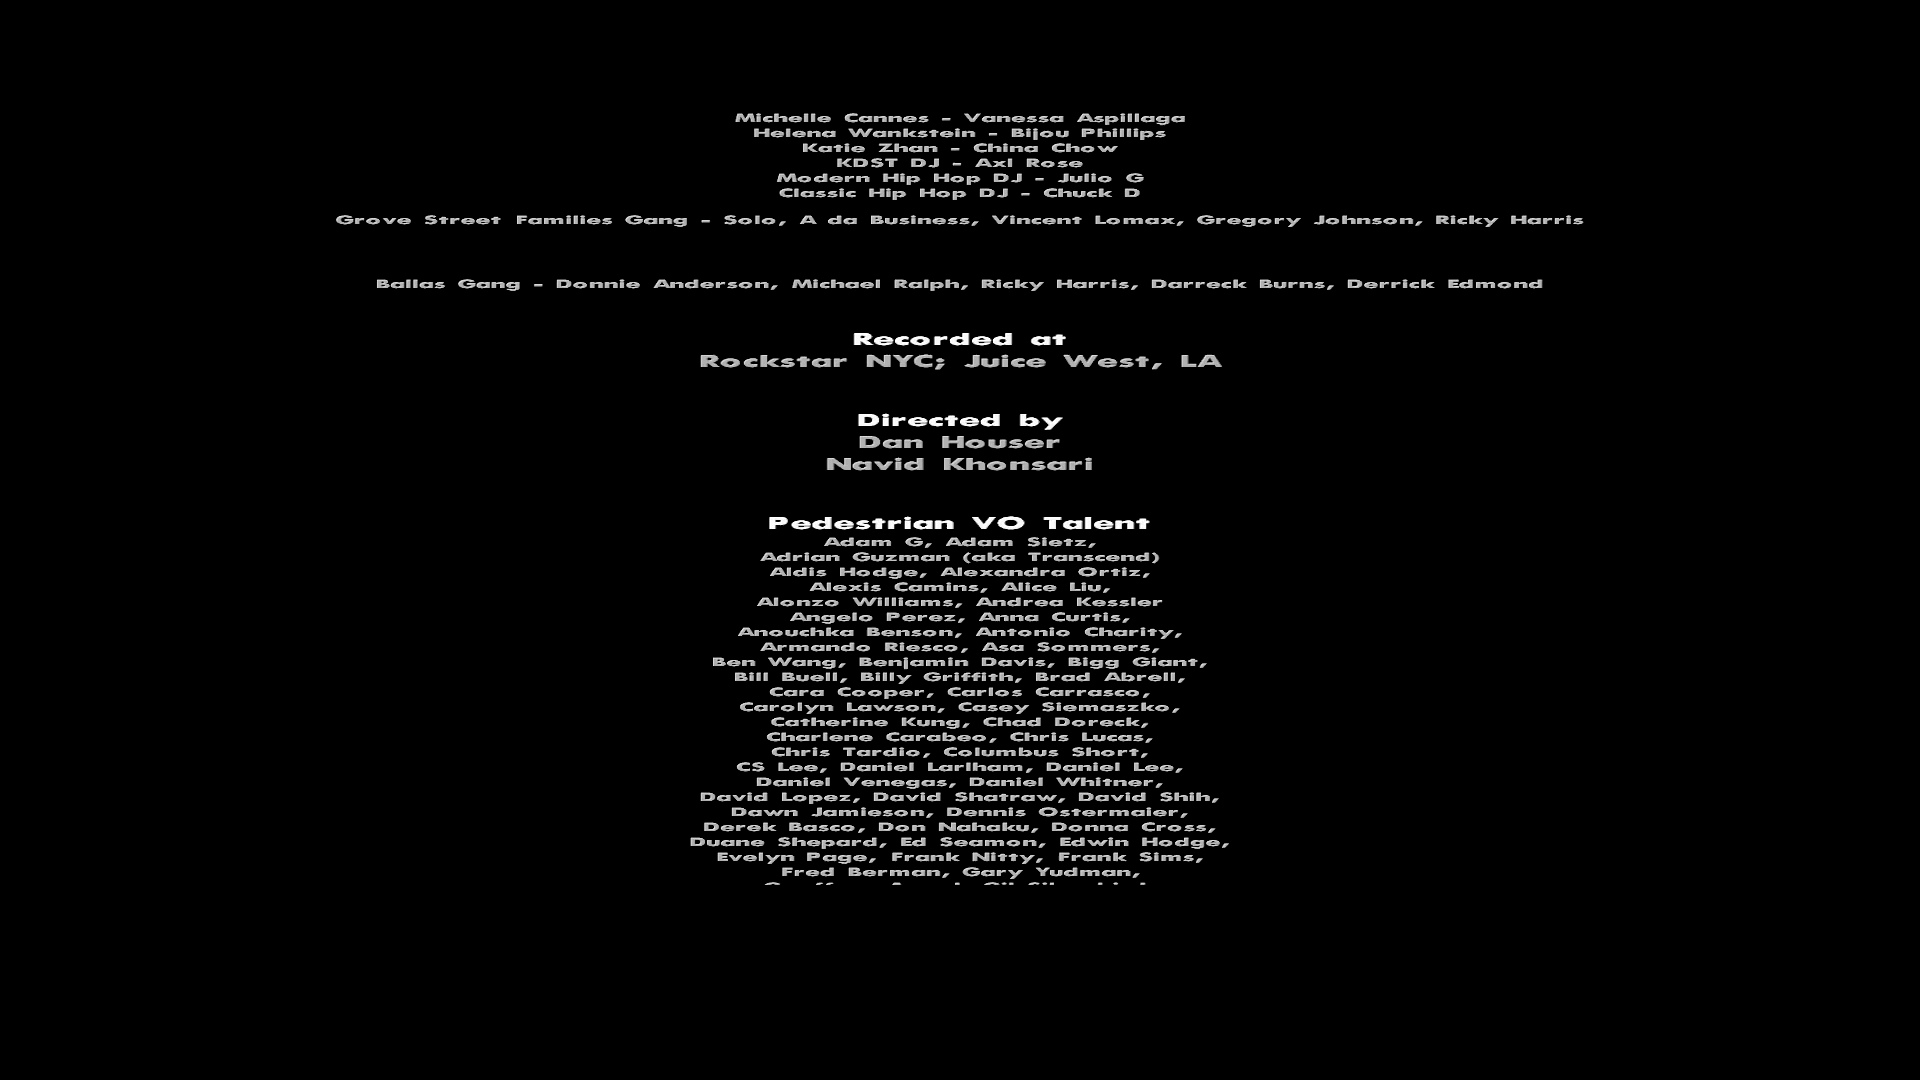 Michelle Cannes - Vanessa Aspillaga
Helena Wankstein - Bijou Phillips
Katie Zhan - China Chow
KDST DJ - Axl Rose
Modern Hip Hop DJ - Julio G
Classic Hip Hop DJ - Chuck D
Grove Street Families Gang - Solo, A da Business, Vincent Lomax, Gregory Johnson, Ricky Harris
Ballas Gang - Donnie Anderson, Michael Ralph, Ricky Harris, Darreck Burns, Derrick Edmond
Recorded at
Rockstar NYC; Juice West, LA
Directed by
Dan Houser
Navid Khonsari
Pedestrian VO Talent
Adam G, Adam Sietz,
Adrian Guzman (aka Transcend)
Aldis Hodge, Alexandra Ortiz,
Alexis Camins, Alice Liu,
Alonzo Williams, Andrea Kessler
Angelo Perez, Anna Curtis,
Anouchka Benson, Antonio Charity,
Armando Riesco, Asa Sommers,
Ben Wang, Benjamin Davis, Bigg Giant,
Bill Buell, Billy Griffith, Brad Abrell,
Cara Cooper, Carlos Carrasco,
Carolyn Lawson, Casey Siemaszko,
Catherine Kung, Chad Doreck,
Charlene Carabeo, Chris Lucas,
Chris Tardio, Columbus Short,
CS Lee, Daniel Larlham, Daniel Lee,
Daniel Venegas, Daniel Whitner,
David Lopez, David Shatraw, David Shih,
Dawn Jamieson, Dennis Ostermaier,
Derek Basco, Don Nahaku, Donna Cross,
Duane Shepard, Ed Seamon, Edwin Hodge,
Evelyn Page, Frank Nitty, Frank Sims,
Fred Berman, Gary Yudman,